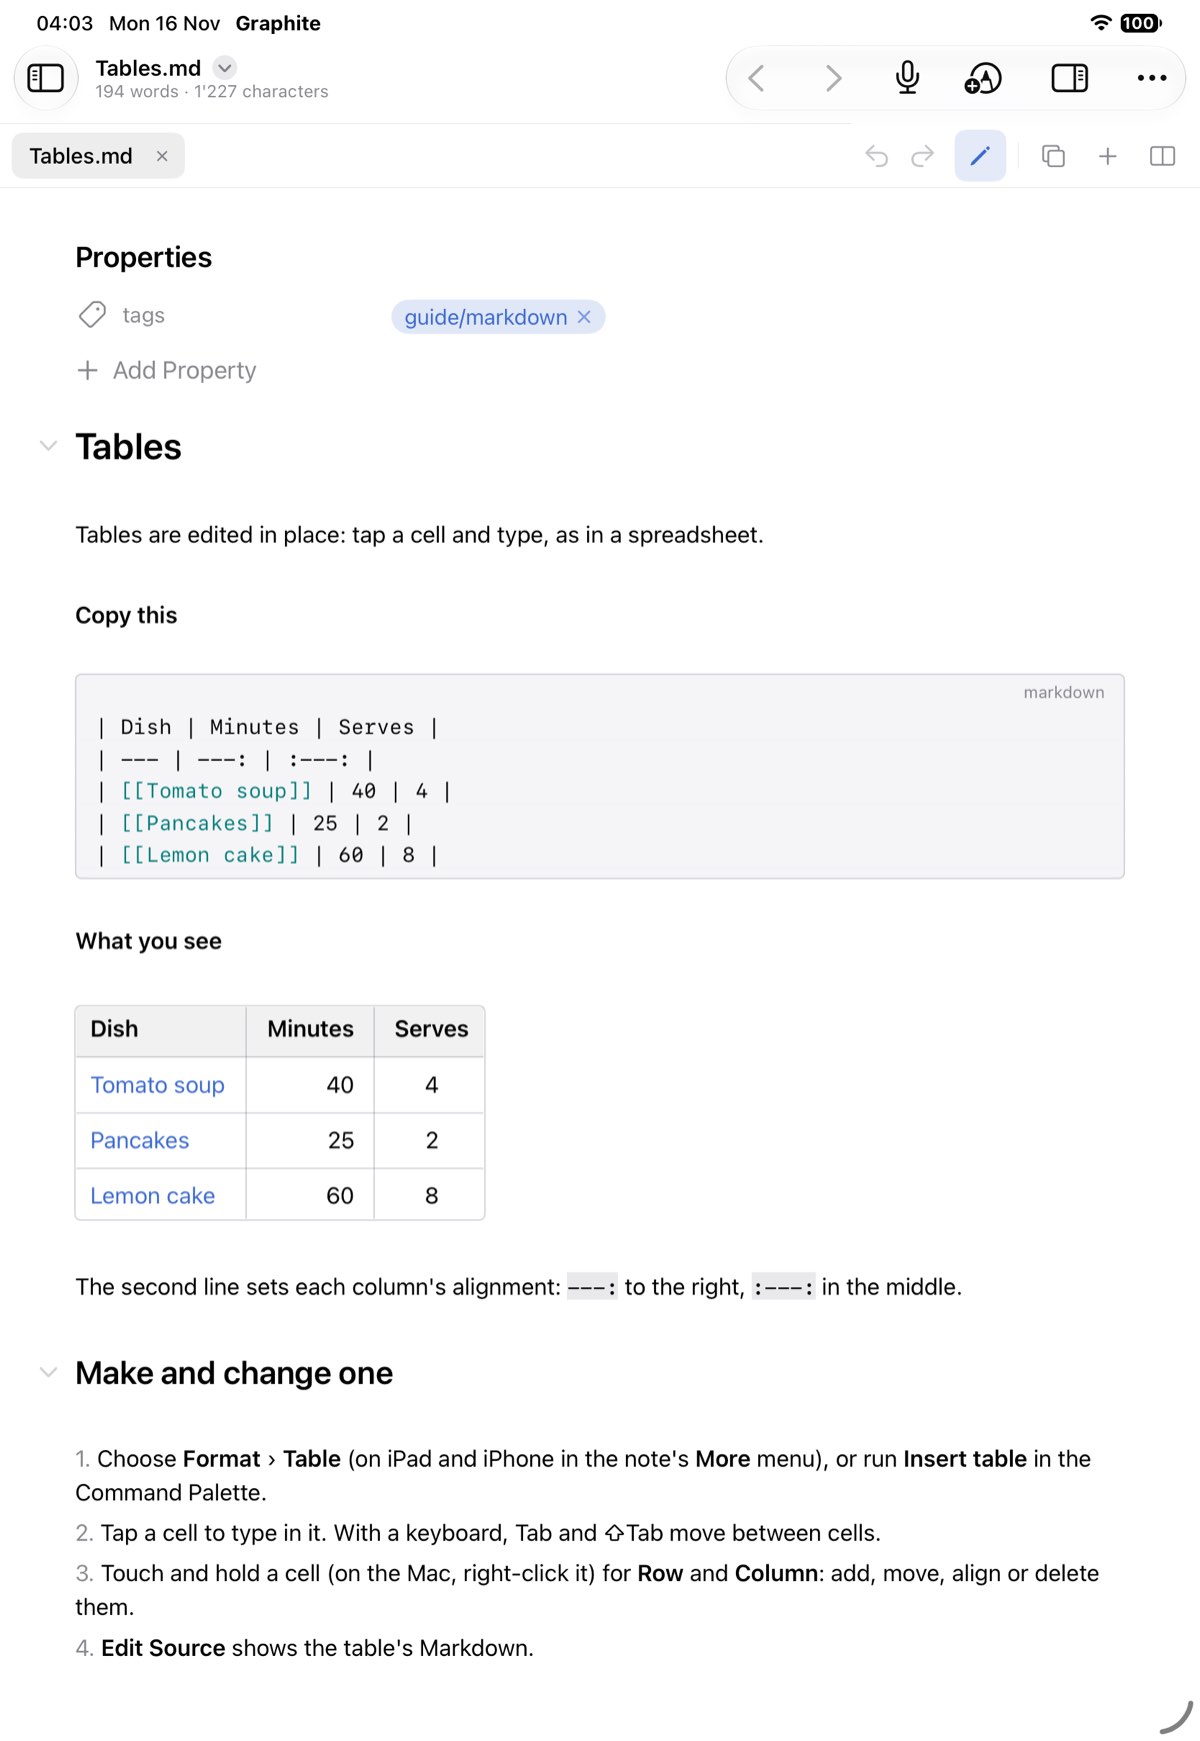 04:03 Mon 16 Nov Graphite
100
Tables.md
194 words · 1'227 characters
Tables.md
Properties
tags guide/markdown
Add Property
Tables
Tables are edited in place: tap a cell and type, as in a spreadsheet.
Copy this
markdown
| Dish | Minutes | Serves |
| --- | ---: | :---: |
| [[Tomato soup]] | 40 | 4 |
| [[Pancakes]] | 25 | 2 |
| [[Lemon cake]] | 60 | 8 |
What you see
Dish Minutes Serves
Tomato soup 40 4
Pancakes 25 2
Lemon cake 60 8
The second line sets each column's alignment: ---: to the right, :---: in the middle.
Make and change one
1. Choose Format › Table (on iPad and iPhone in the note's More menu), or run Insert table in the
Command Palette.
2. Tap a cell to type in it. With a keyboard, Tab and ⇧Tab move between cells.
3. Touch and hold a cell (on the Mac, right-click it) for Row and Column: add, move, align or delete
them.
4. Edit Source shows the table's Markdown.